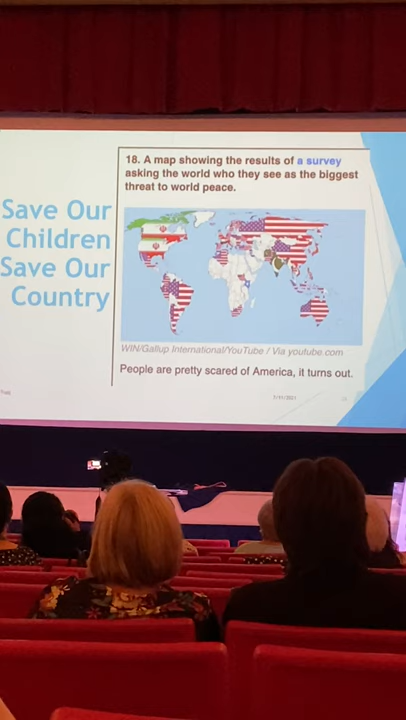 Save Our
Children
Save Our
Country
18. A map showing the results of a survey
asking the world who they see as the biggest
threat to world peace.
WIN/Gallup International/YouTube / Via youtube.com
People are pretty scared of America, it turns out.